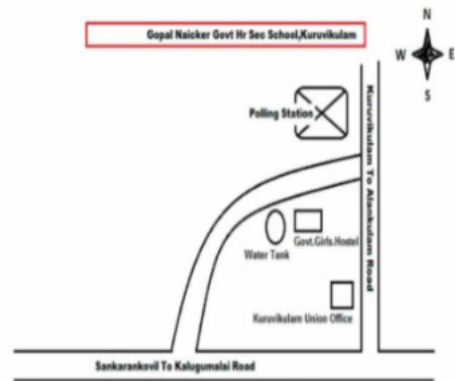 Gopal Naicker Govt Hr Sec School,Kuruvikulam
N
W E
S
Polling Station
Kuruvikulam To Alankulam Road
Govt.Girls.Hostel
Water Tank
Kuruvikulam Union Office
Sankarankovil To Kalugumalai Road